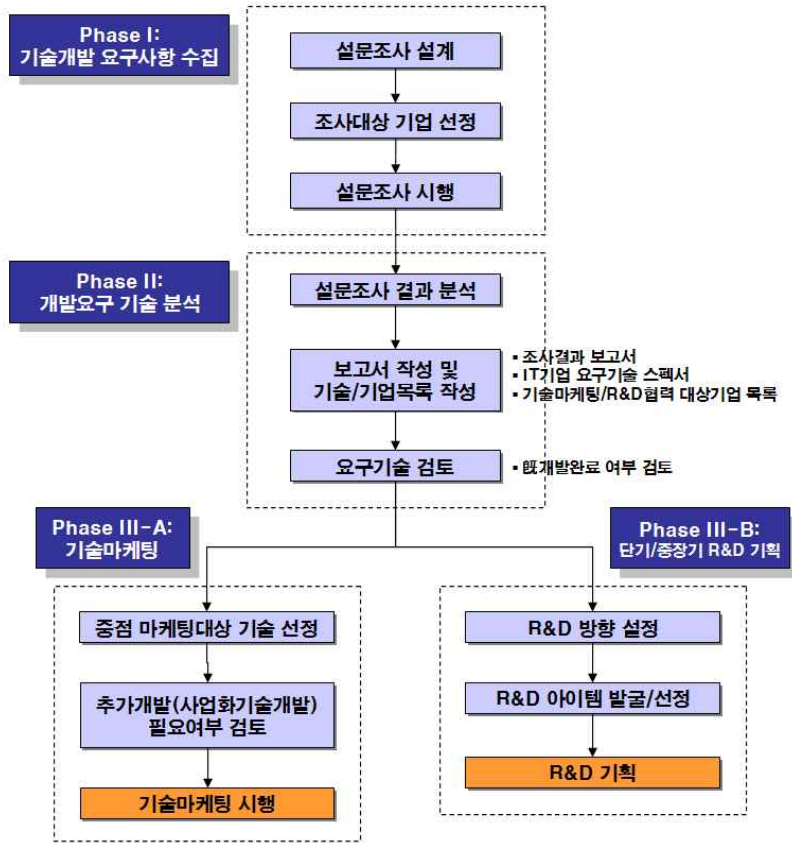 Phase I:
기술개발 요구사항 수집
설문조사 설계
조사대상 기업 선정
설문조사 시행
Phase II:
개발요구 기술 분석
설문조사 결과 분석
보고서 작성 및
기술/기업목록 작성
▪ 조사결과 보고서
▪ IT기업 요구기술 스펙서
▪ 기술마케팅/R&D협력 대상기업 목록
요구기술 검토
▪ 旣개발완료 여부 검토
Phase III-A:
기술마케팅
중점 마케팅대상 기술 선정
추가개발(사업화기술개발)
필요여부 검토
기술마케팅 시행
Phase III-B:
단기/중장기 R&D 기획
R&D 방향 설정
R&D 아이템 발굴/선정
R&D 기획